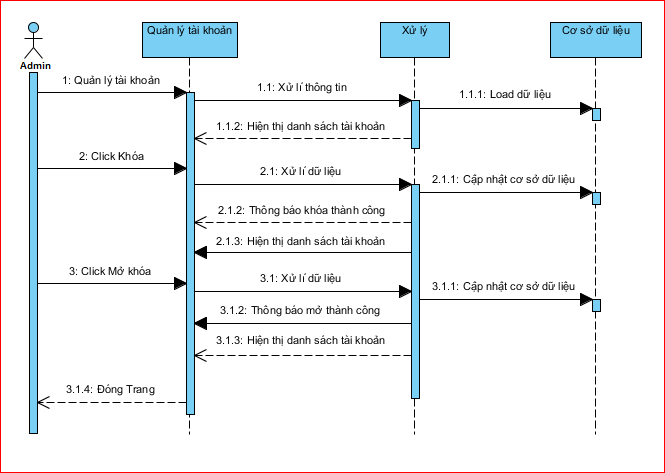 Quản lý tài khoản
Xử lý
Cơ sở dữ liệu
Admin
1: Quản lý tài khoản
1.1: Xử lí thông tin
1.1.1: Load dữ liệu
1.1.2: Hiện thị danh sách tài khoản
2: Click Khóa
2.1: Xử lí dữ liệu
2.1.1: Cập nhật cơ sở dữ liệu
2.1.2: Thông báo khóa thành công
2.1.3: Hiện thị danh sách tài khoản
3: Click Mở khóa
3.1: Xử lí dữ liệu
3.1.1: Cập nhật cơ sở dữ liệu
3.1.2: Thông báo mở thành công
3.1.3: Hiện thị danh sách tài khoản
3.1.4: Đóng Trang